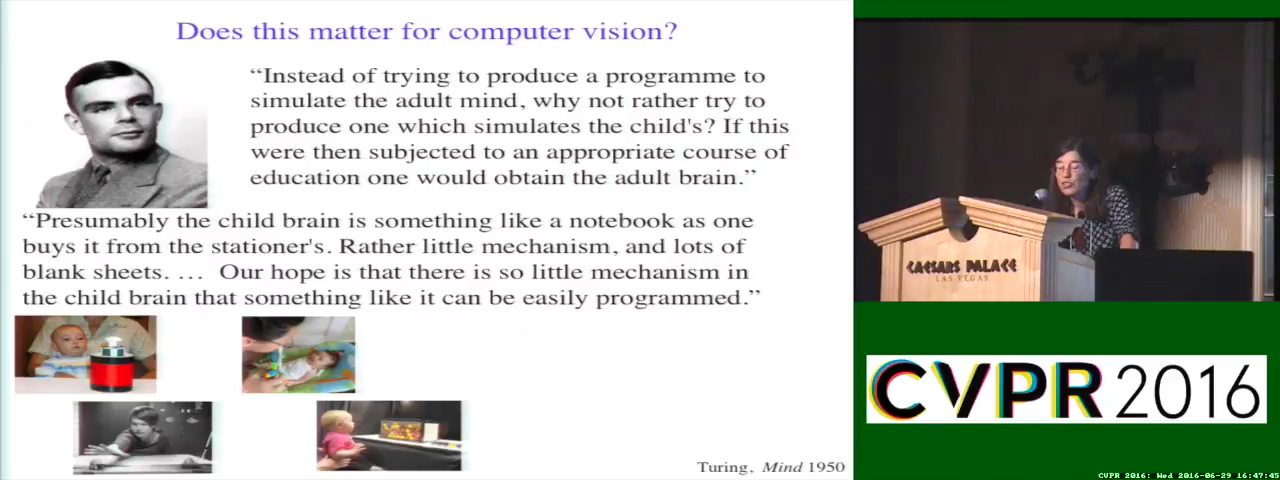 Does this matter for computer vision?
“Instead of trying to produce a programme to
simulate the adult mind, why not rather try to
produce one which simulates the child's? If this
were then subjected to an appropriate course of
education one would obtain the adult brain.”
“Presumably the child brain is something like a notebook as one
buys it from the stationer's. Rather little mechanism, and lots of
blank sheets. … Our hope is that there is so little mechanism in
the child brain that something like it can be easily programmed.”
Turing, Mind 1950
CAESARS PALACE
LAS VEGAS
CVPR 2016
CVPR 2016: Wed 2016-06-29 16:47:45